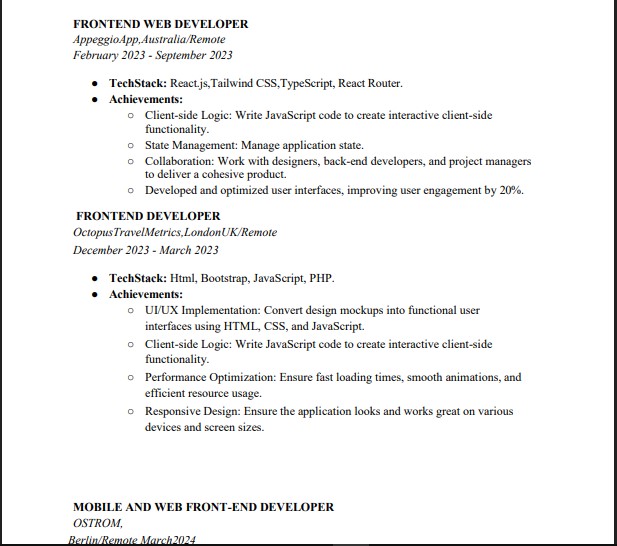 FRONTEND WEB DEVELOPER
AppeggioApp,Australia/Remote
February 2023 - September 2023
● TechStack: React.js,Tailwind CSS,TypeScript, React Router.
● Achievements:
○ Client-side Logic: Write JavaScript code to create interactive client-side
functionality.
○ State Management: Manage application state.
○ Collaboration: Work with designers, back-end developers, and project managers
to deliver a cohesive product.
○ Developed and optimized user interfaces, improving user engagement by 20%.
FRONTEND DEVELOPER
OctopusTravelMetrics,LondonUK/Remote
December 2023 - March 2023
● TechStack: Html, Bootstrap, JavaScript, PHP.
● Achievements:
○ UI/UX Implementation: Convert design mockups into functional user
interfaces using HTML, CSS, and JavaScript.
○ Client-side Logic: Write JavaScript code to create interactive client-side
functionality.
○ Performance Optimization: Ensure fast loading times, smooth animations, and
efficient resource usage.
○ Responsive Design: Ensure the application looks and works great on various
devices and screen sizes.
MOBILE AND WEB FRONT-END DEVELOPER
OSTROM,
Berlin/Remote March2024